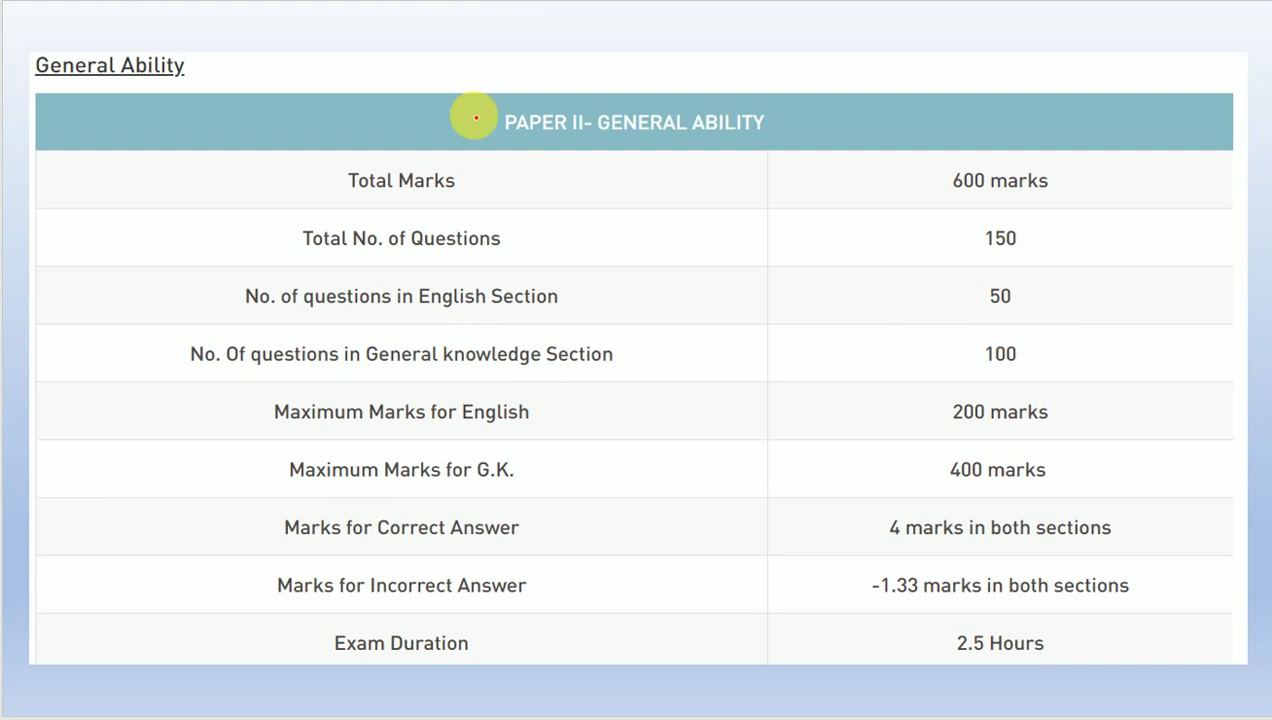 General Ability
PAPER II- GENERAL ABILITY
Total Marks 600 marks
Total No. of Questions 150
No. of questions in English Section 50
No. Of questions in General knowledge Section 100
Maximum Marks for English 200 marks
Maximum Marks for G.K. 400 marks
Marks for Correct Answer 4 marks in both sections
Marks for Incorrect Answer -1.33 marks in both sections
Exam Duration 2.5 Hours